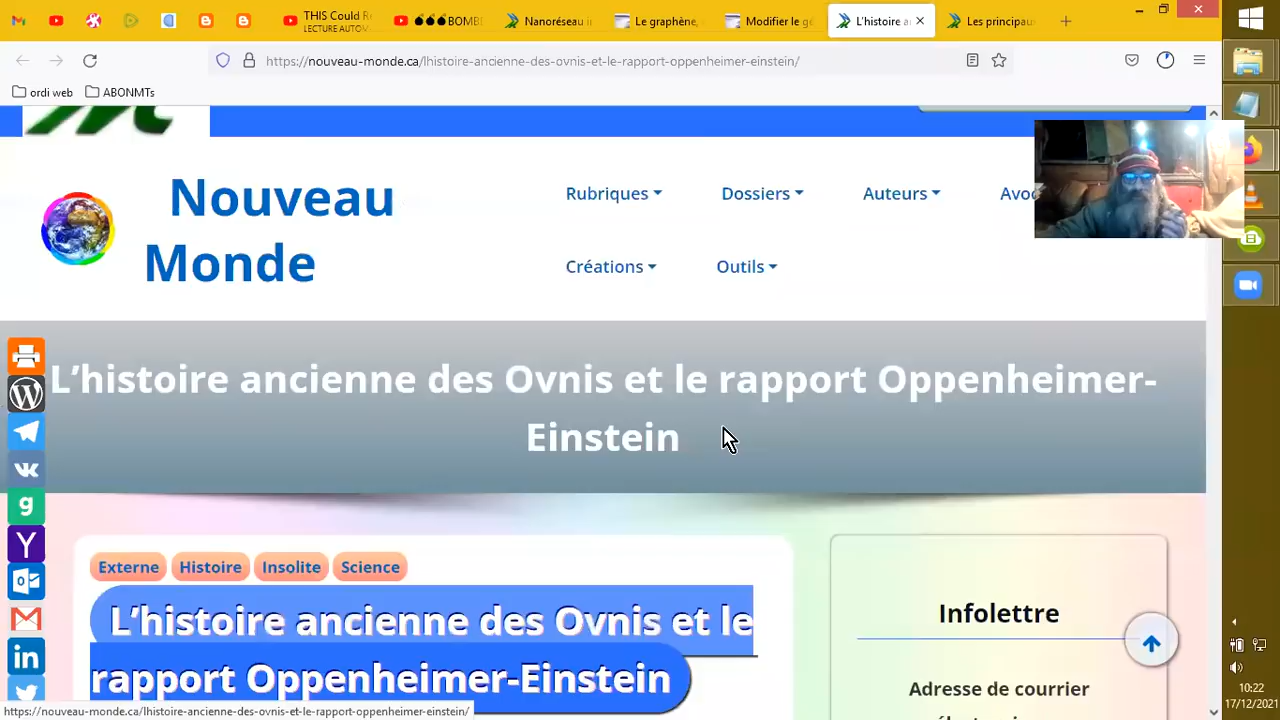 THIS Could R
LECTURE AUTOM
BOMB
Nanoréseau i
Le graphène,
Modifier le g
L'histoire a
Les principau
https://nouveau-monde.ca/lhistoire-ancienne-des-ovnis-et-le-rapport-oppenheimer-einstein/
ordi web
ABONMTs
Nouveau
Monde
Rubriques
Dossiers
Auteurs
Avo
Créations
Outils
L'histoire ancienne des Ovnis et le rapport Oppenheimer-
Einstein
Externe
Histoire
Insolite
Science
L'histoire ancienne des Ovnis et le
rapport Oppenheimer-Einstein
Infolettre
Adresse de courrier
https://nouveau-monde.ca/lhistoire-ancienne-des-ovnis-et-le-rapport-oppenheimer-einstein/
10:22
17/12/2021